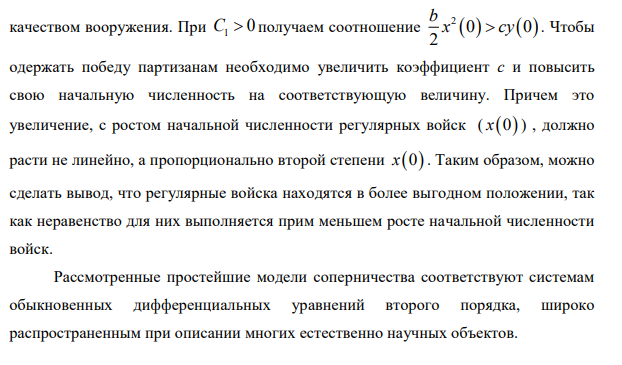 качеством вооружения. При C₁ > 0 получаем соотношение b/2 x²(0) > cy(0). Чтобы
одержать победу партизанам необходимо увеличить коэффициент c и повысить
свою начальную численность на соответствующую величину. Причем это
увеличение, с ростом начальной численности регулярных войск (x(0)) , должно
расти не линейно, а пропорционально второй степени x(0). Таким образом, можно
сделать вывод, что регулярные войска находятся в более выгодном положении, так
как неравенство для них выполняется прим меньшем росте начальной численности
войск.
Рассмотренные простейшие модели соперничества соответствуют системам
обыкновенных дифференциальных уравнений второго порядка, широко
распространенным при описании многих естественно научных объектов.